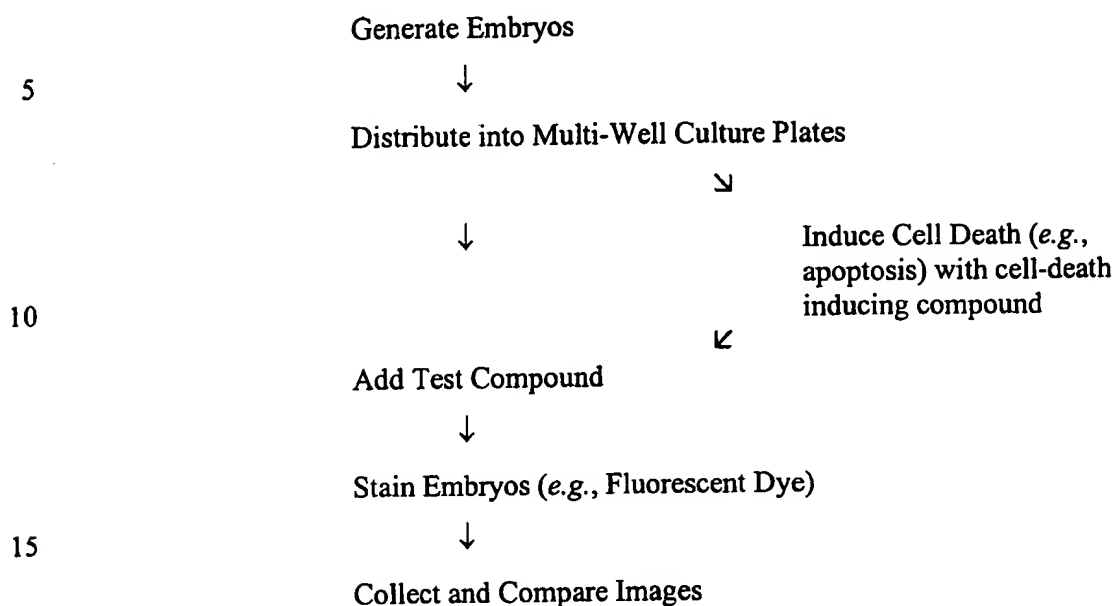 Generate Embryos
↓
5
Distribute into Multi-Well Culture Plates
↘
↓
Induce Cell Death (e.g.,
apoptosis) with cell-death
10
inducing compound
↙
Add Test Compound
↓
Stain Embryos (e.g., Fluorescent Dye)
↓
15
Collect and Compare Images